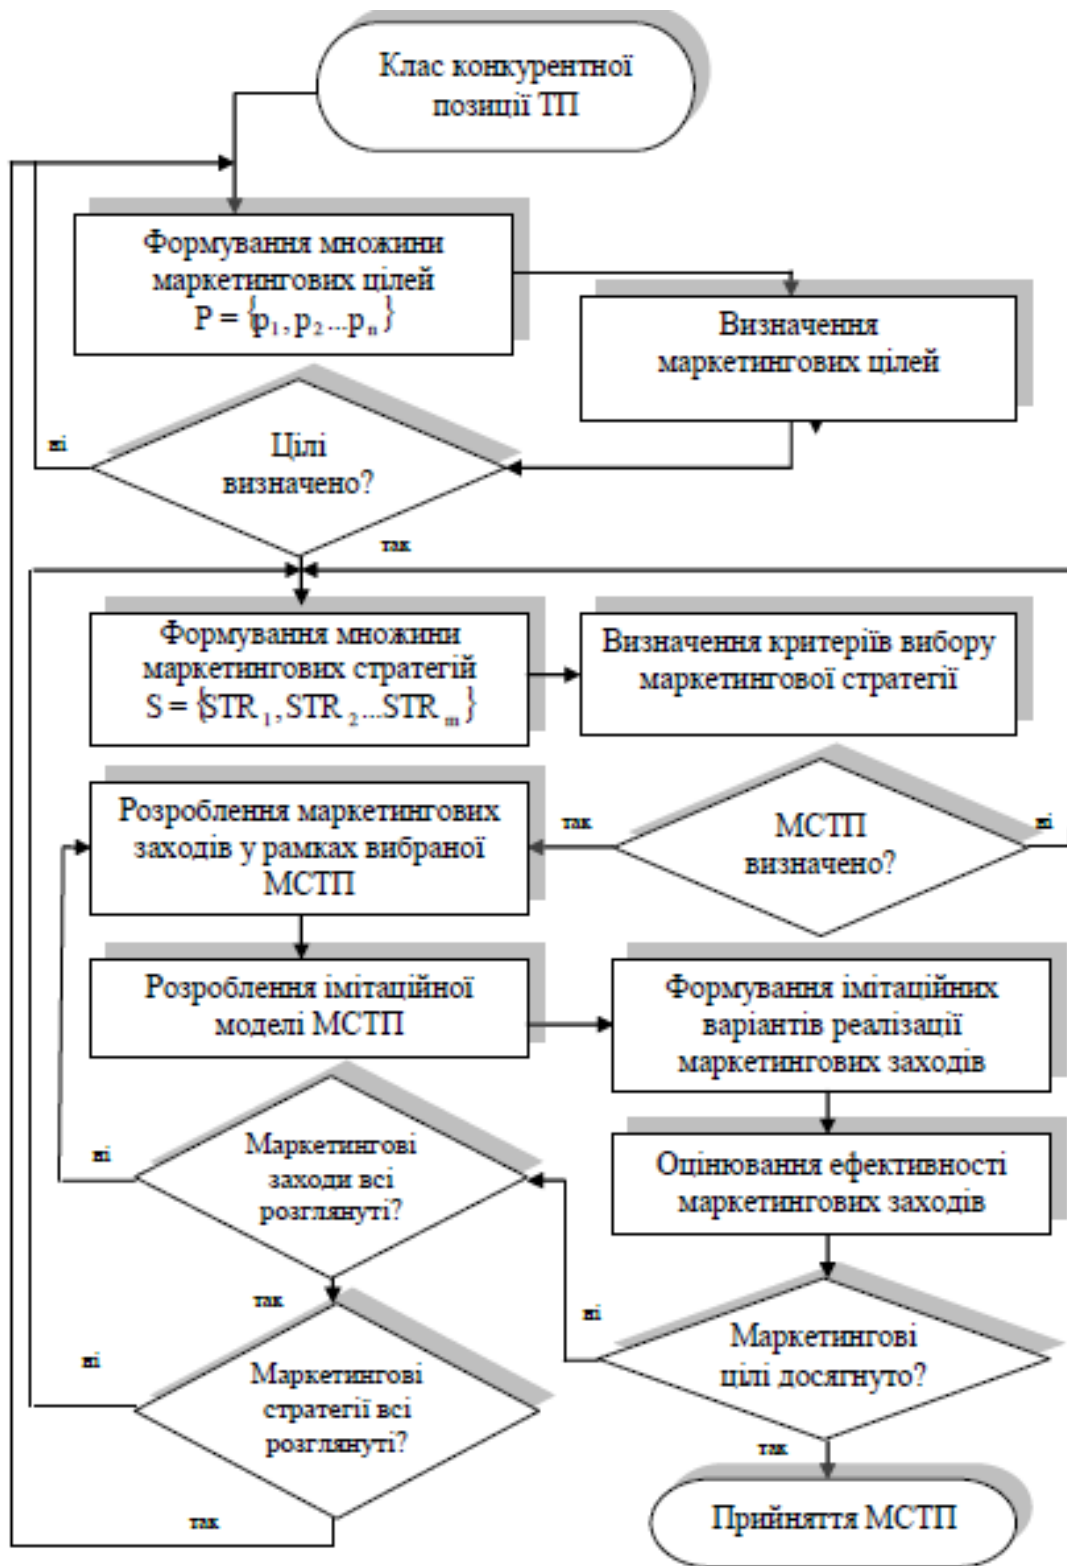 Клас конкурентної
позиції ТП
Формування множини
маркетингових цілей
P = {p₁, p₂ ...pₙ}
Визначення
маркетингових цілей
ні
Цілі
визначено?
так
Формування множини
маркетингових стратегій
S = {STR₁, STR₂...STRₘ}
Визначення критеріїв вибору
маркетингової стратегії
Розроблення маркетингових
заходів у рамках вибраної
МСТП
так
МСТП
визначено?
ні
Розроблення імітаційної
моделі МСТП
Формування імітаційних
варіантів реалізації
маркетингових заходів
ні
Маркетингові
заходи всі
розглянуті?
Оцінювання ефективності
маркетингових заходів
так
ні
Маркетингові
цілі досягнуто?
ні
Маркетингові
стратегії всі
розглянуті?
так
так
Прийняття МСТП